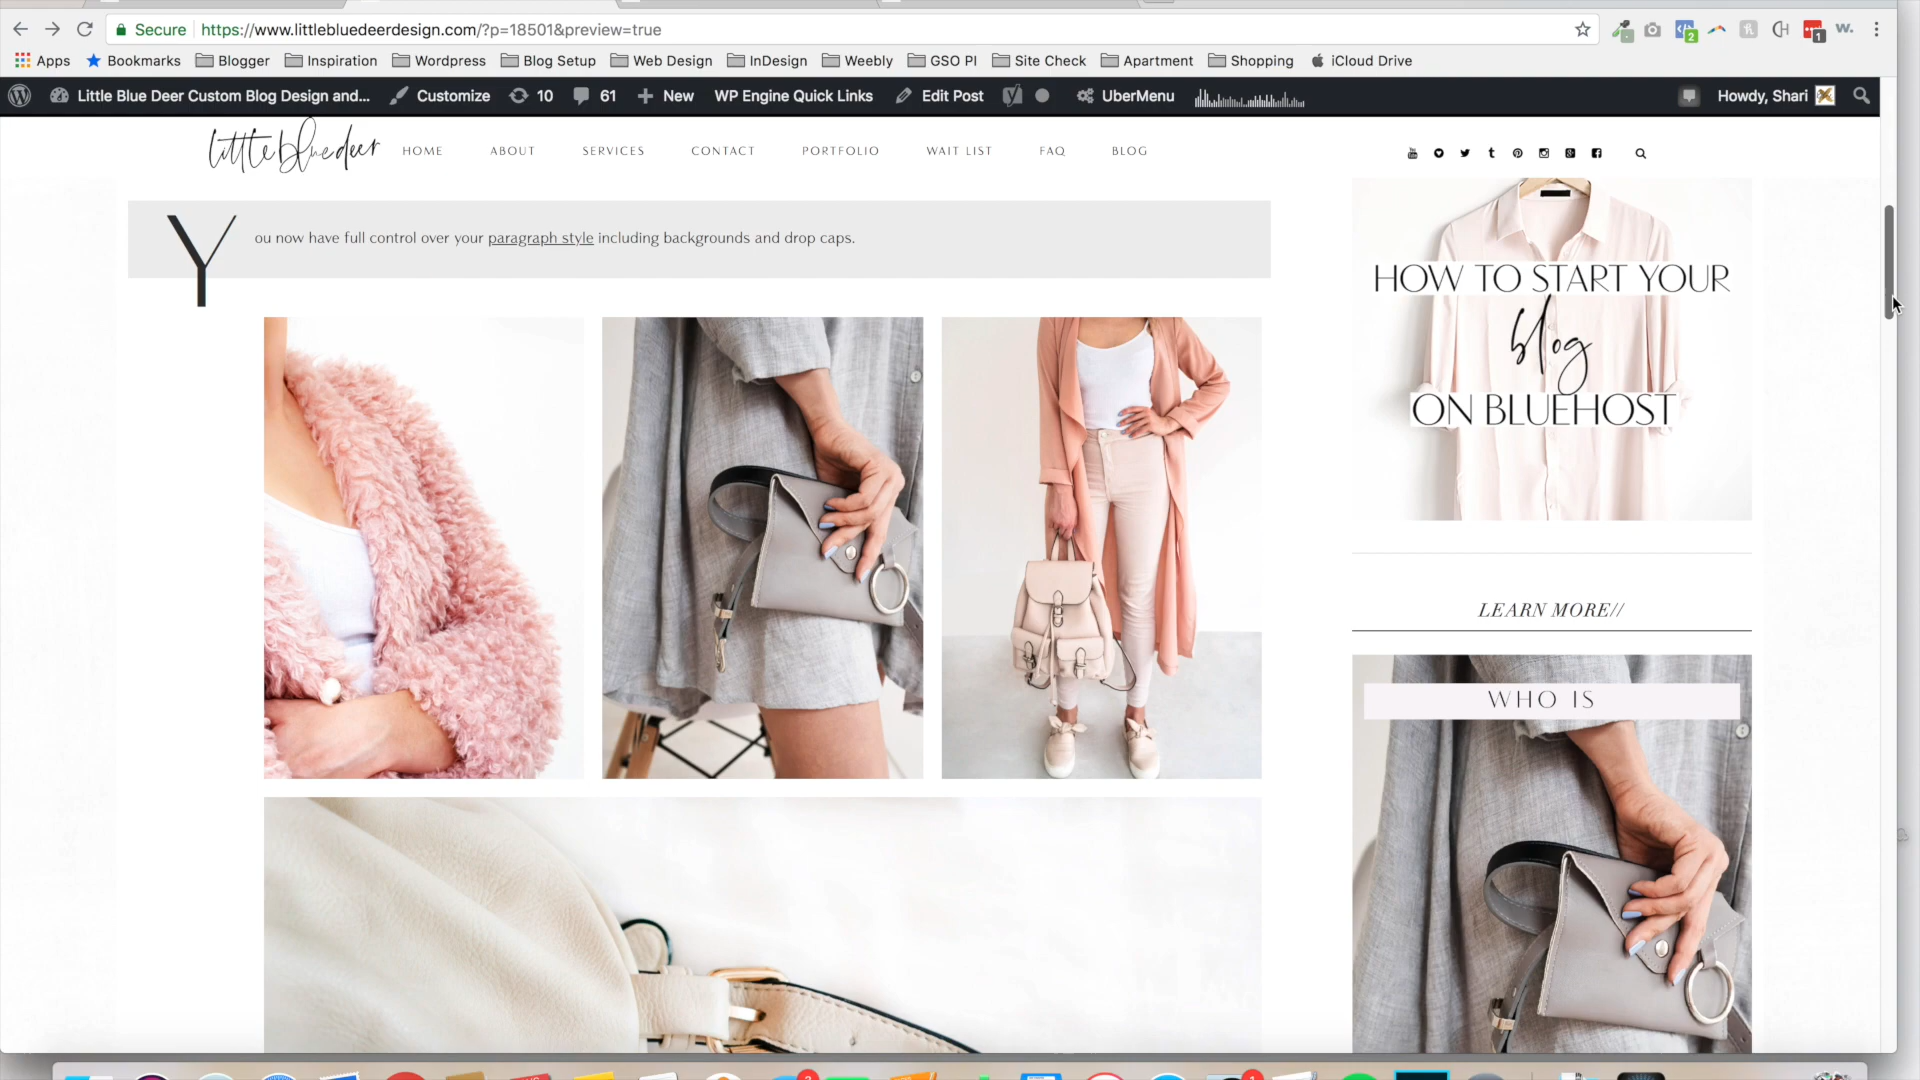 Secure https://www.littlebluedeerdesign.com/?p=18501&preview=true
Apps Bookmarks Blogger Inspiration Wordpress Blog Setup Web Design InDesign Weebly GSO PI Site Check Apartment Shopping iCloud Drive
Little Blue Deer Custom Blog Design and... Customize 10 61 New WP Engine Quick Links Edit Post UberMenu Howdy, Shari
littlebluedeer HOME ABOUT SERVICES CONTACT PORTFOLIO WAIT LIST FAQ BLOG
You now have full control over your paragraph style including backgrounds and drop caps.
HOW TO START YOUR
blog
ON BLUEHOST
LEARN MORE//
WHO IS